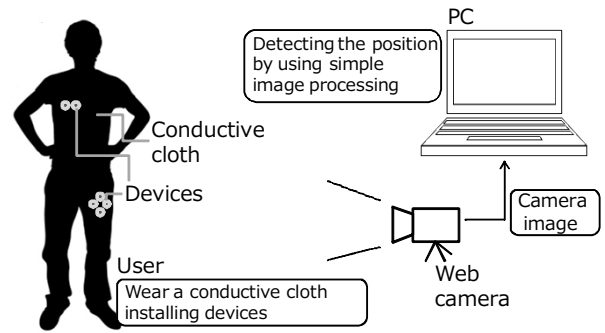 PC
Detecting the position
by using simple
image processing
Conductive
cloth
Devices
Camera
image
Web
camera
User
Wear a conductive cloth
installing devices